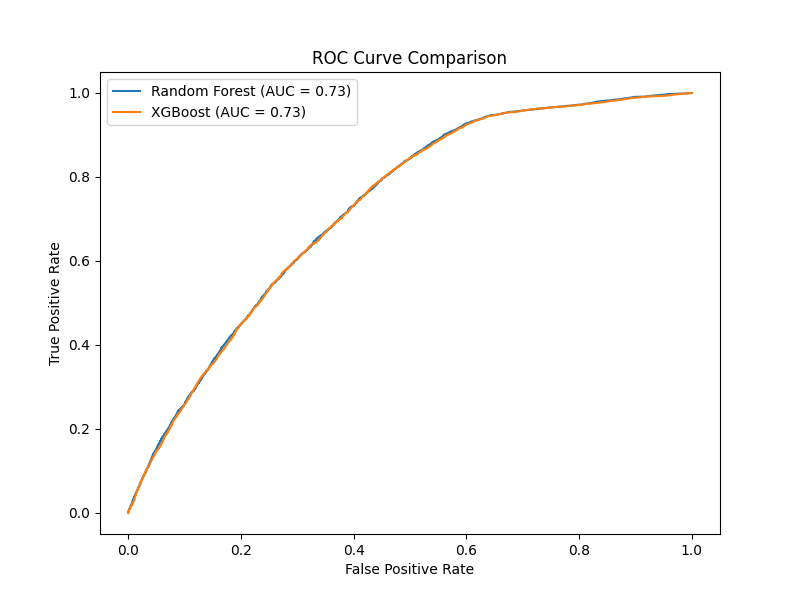 ROC Curve Comparison
Random Forest (AUC = 0.73)
XGBoost (AUC = 0.73)
1.0
0.8
0.6
0.4
0.2
0.0
True Positive Rate
0.0 0.2 0.4 0.6 0.8 1.0
False Positive Rate